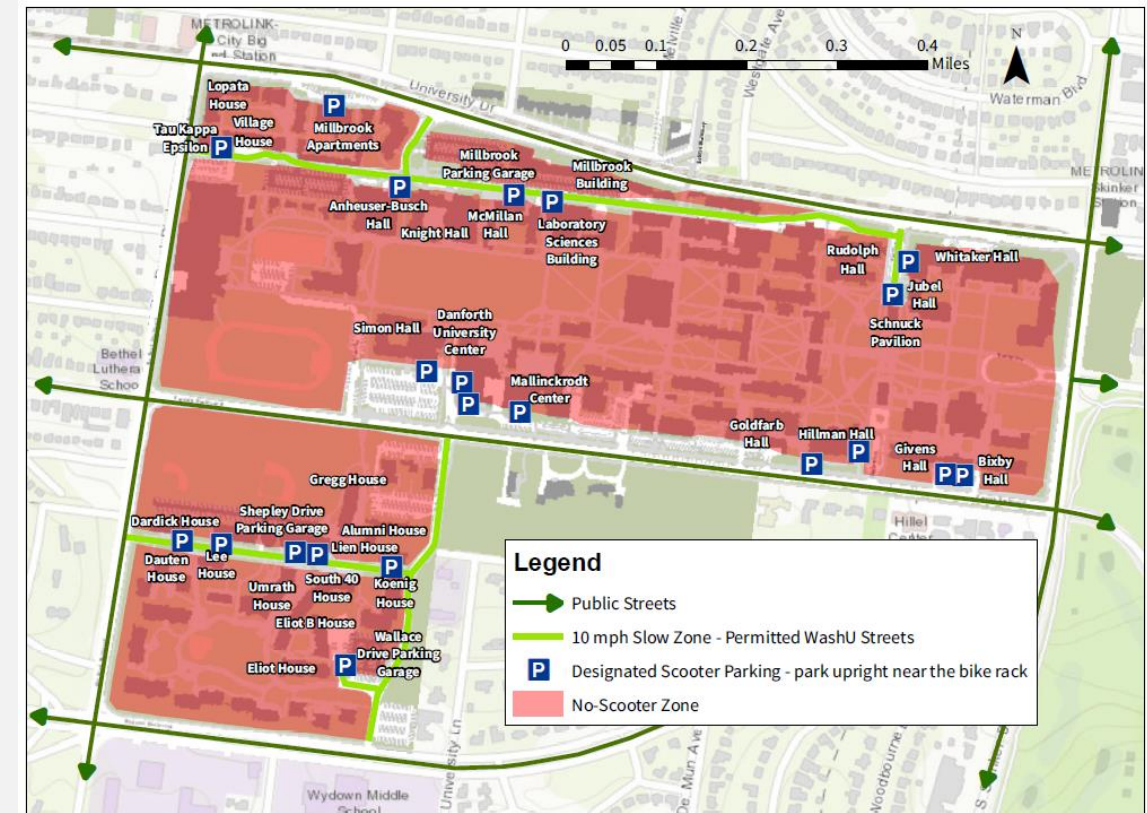 METROLINK-
City Big
nd Station
0 0.05 0.1 0.2 0.3 0.4
Miles
N
Waterman Blvd
Westgate Ave
University Dr
METROLIN
Skinker
Station
Lopata
House
Village
House
Tau Kappa
Epsilon
P
P
Millbrook
Apartments
Millbrook
Parking Garage
Millbrook
Building
P
P
P
Anheuser-Busch
Hall
Knight Hall
McMillan
Hall
Laboratory
Sciences
Building
Rudolph
Hall
P
Whitaker Hall
P
Jubel
Hall
Schnuck
Pavilion
Simon Hall
Danforth
University
Center
Bethel
Luthera
Schoo
P
P
P
P
Mallinckrodt
Center
Goldfarb
Hall
Hillman Hall
P
P
Givens
Hall
P
P
Bixby
Hall
Hillel
Center
Gregg House
Shepley Drive
Parking Garage
Alumni House
Dardick House
P
P
P
P
Lien House
P
Dauten
House
Lee
House
Umrath
House
South 40
House
Koenig
House
Eliot B House
Wallace
Drive Parking
Garage
Eliot House
P
Legend
Public Streets
10 mph Slow Zone - Permitted WashU Streets
P
Designated Scooter Parking - park upright near the bike rack
No-Scooter Zone
Wydown Middle
School
University Ln
De Mun Ave
Woodbourne
S Skinker